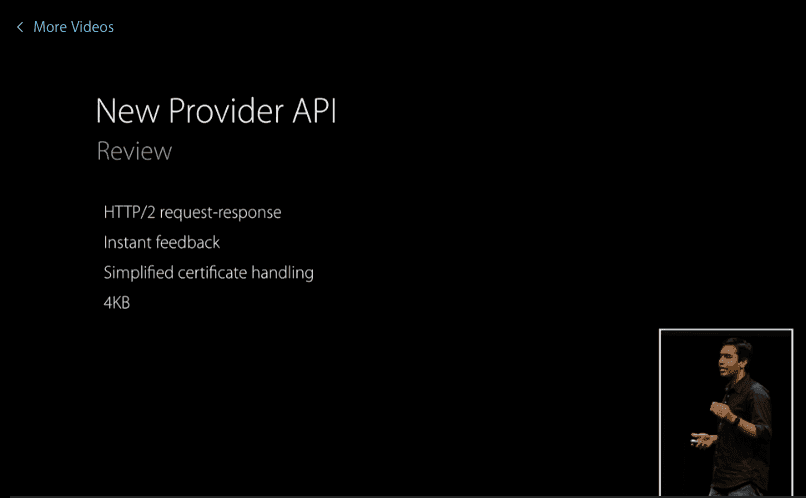 More Videos
New Provider API
Review
HTTP/2 request-response
Instant feedback
Simplified certificate handling
4KB